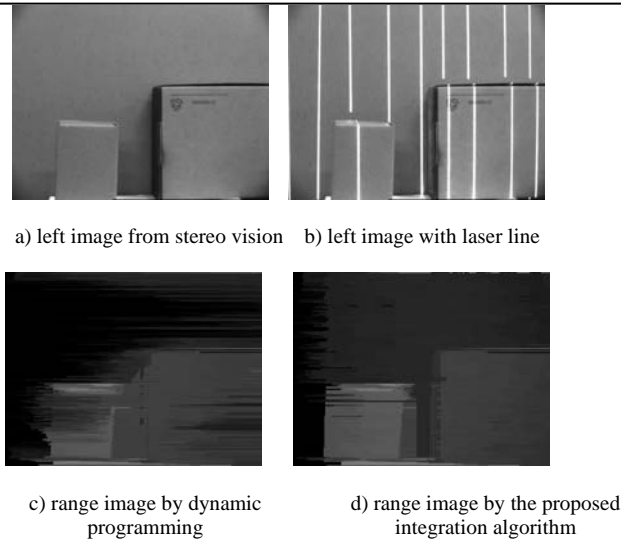 a) left image from stereo vision
b) left image with laser line
c) range image by dynamic
programming
d) range image by the proposed
integration algorithm